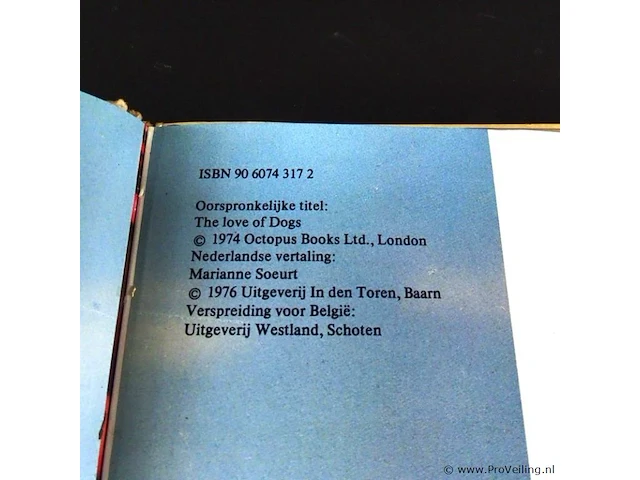 ISBN 90 6074 317 2
Oorspronkelijke titel:
The love of Dogs
© 1974 Octopus Books Ltd., London
Nederlandse vertaling:
Marianne Soeurt
© 1976 Uitgeverij In den Toren, Baarn
Verspreiding voor België:
Uitgeverij Westland, Schoten
© www.ProVeiling.nl